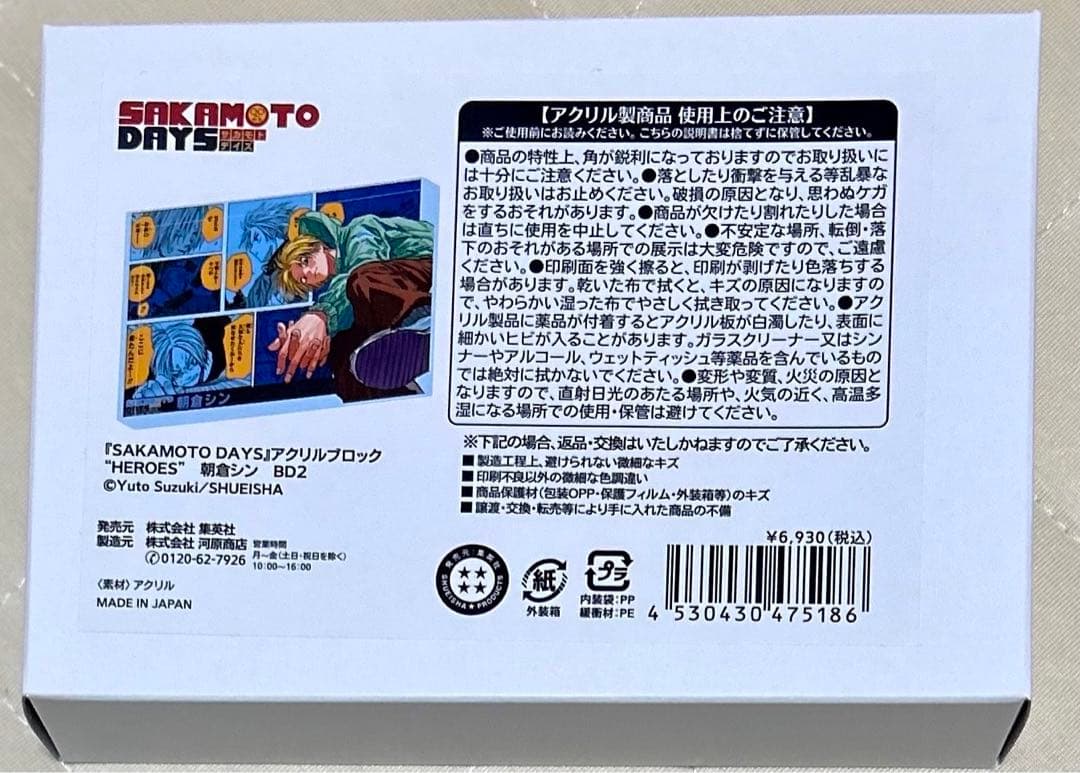 SAKAMOTO
DAYS サカモト
デイズ
朝倉シン
『SAKAMOTO DAYS』アクリルブロック
“HEROES” 朝倉シン BD2
©Yuto Suzuki/SHUEISHA
発売元 株式会社 集英社
製造元 株式会社 河原商店 営業時間
✆0120-62-7926 月~金(土日・祝日を除く)
10:00~16:00
〈素材〉アクリル
MADE IN JAPAN
【アクリル製商品 使用上のご注意】
※ご使用前にお読みください。こちらの説明書は捨てずに保管してください。
●商品の特性上、角が鋭利になっておりますのでお取り扱いに
は十分にご注意ください。●落としたり衝撃を与える等乱暴な
お取り扱いはお止めください。破損の原因となり、思わぬケガ
をするおそれがあります。●商品が欠けたり割れたりした場合
は直ちに使用を中止してください。●不安定な場所、転倒・落
下のおそれがある場所での展示は大変危険ですので、ご遠慮
ください。●印刷面を強く擦ると、印刷が剥げたり色落ちする
場合があります。乾いた布で拭くと、キズの原因になりますの
で、やわらかい湿った布でやさしく拭き取ってください。●アク
リル製品に薬品が付着するとアクリル板が白濁したり、表面に
細かいヒビが入ることがあります。ガラスクリーナー又はシン
ナーやアルコール、ウェットティッシュ等薬品を含んでいるもの
では絶対に拭かないでください。●変形や変質、火災の原因と
なりますので、直射日光のあたる場所や、火気の近く、高温多
湿になる場所での使用・保管は避けてください。
※下記の場合、返品・交換はいたしかねますのでご了承ください。
■製造工程上、避けられない微細なキズ
■印刷不良以外の微細な色調違い
■商品保護材(包装OPP・保護フィルム・外装箱等)のキズ
■譲渡・交換・転売等により手に入れた商品の不備
¥6,930(税込)
発売元:集英社
SHUEISHA★PRODUCTS
紙
外装箱
プラ
内装袋:PP
緩衝材:PE
4 530430 475186